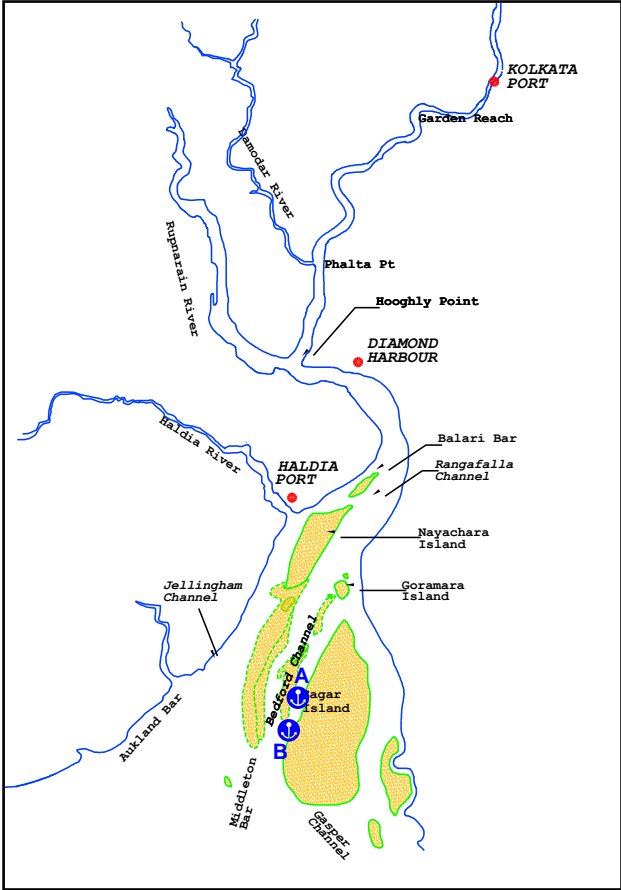 KOLKATA
PORT
Garden Reach
Damodar River
Rupnarain River
Phalta Pt
Hooghly Point
DIAMOND
HARBOUR
Haldia River
Balari Bar
HALDIA
PORT
Rangafalla
Channel
Nayachara
Island
Jellingham
Channel
Goramara
Island
Bedford Channel
A
Sagar
Island
B
Aukland Bar
Middleton
Bar
Gasper
Channel